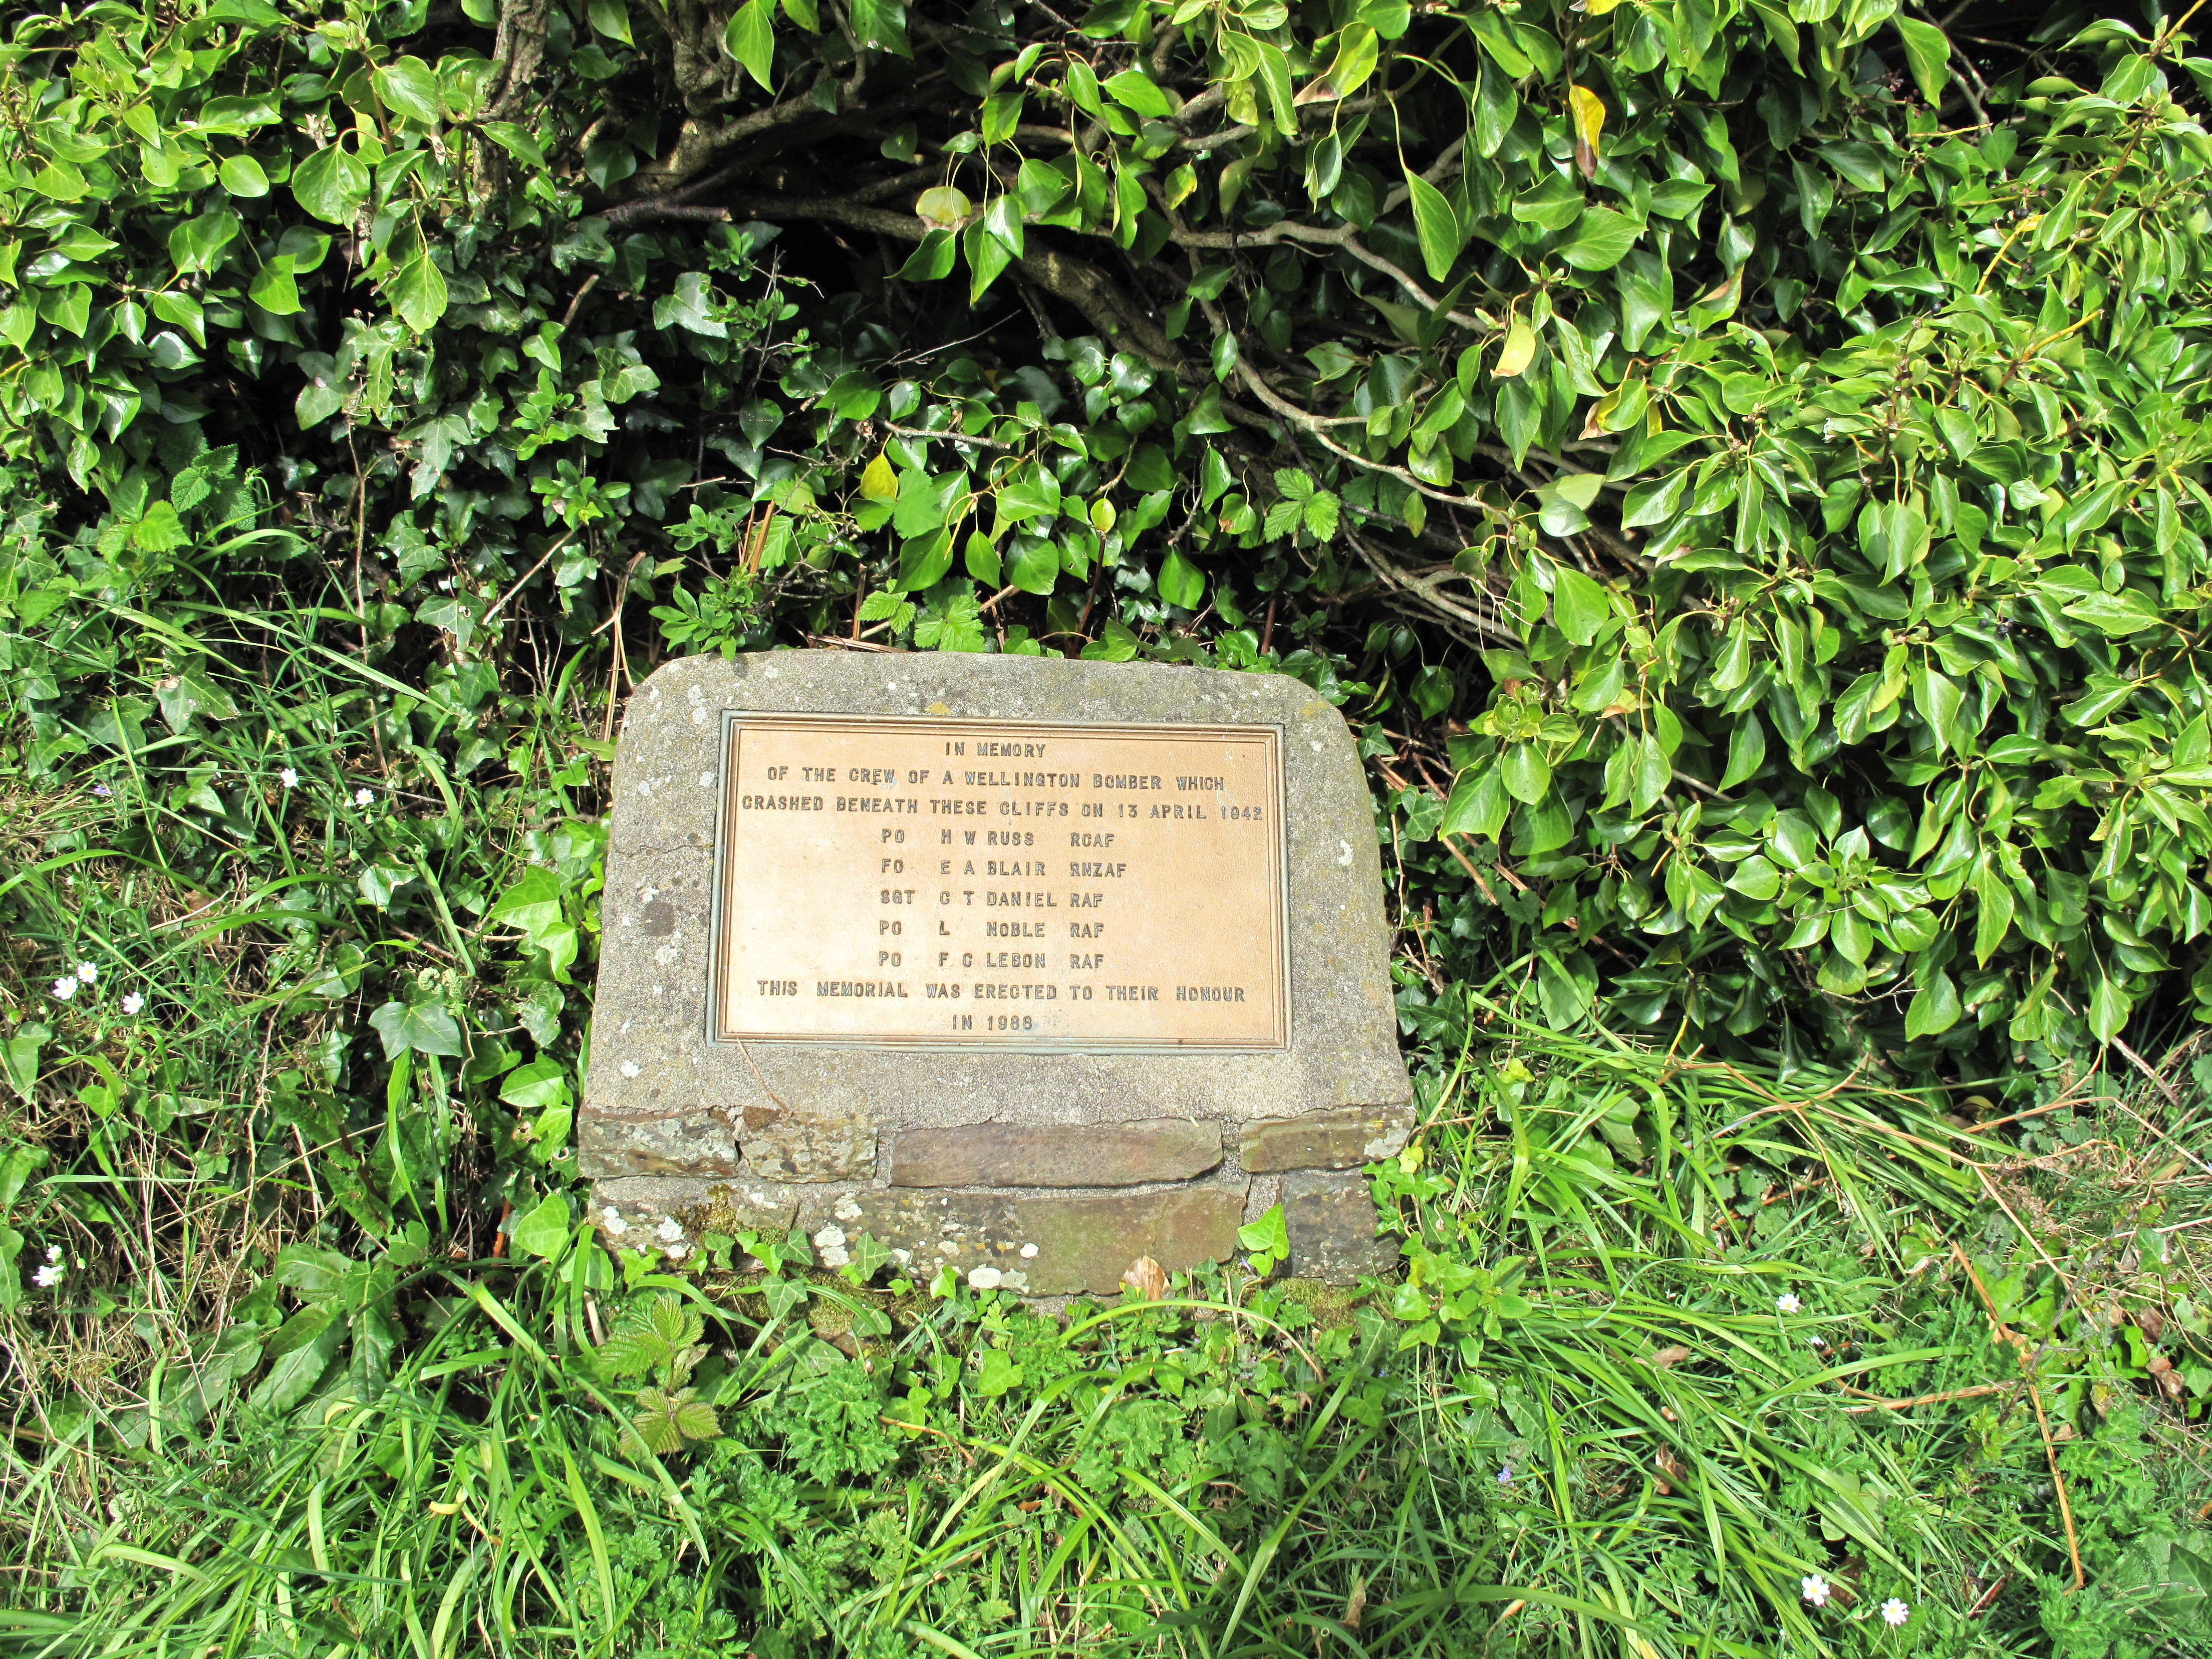 IN MEMORY
OF THE CREW OF A WELLINGTON BOMBER WHICH
CRASHED BENEATH THESE CLIFFS ON 13 APRIL 1942
PO H W RUSS RCAF
FO E A BLAIR RNZAF
SGT C T DANIEL RAF
PO L NOBLE RAF
PO F C LEBON RAF
THIS MEMORIAL WAS ERECTED TO THEIR HONOUR
IN 1988